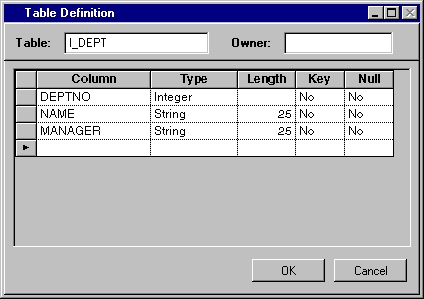 Table Definition
Table: I_DEPT Owner:
Column Type Length Key Null
DEPTNO Integer No No
NAME String 25 No No
MANAGER String 25 No No
OK Cancel